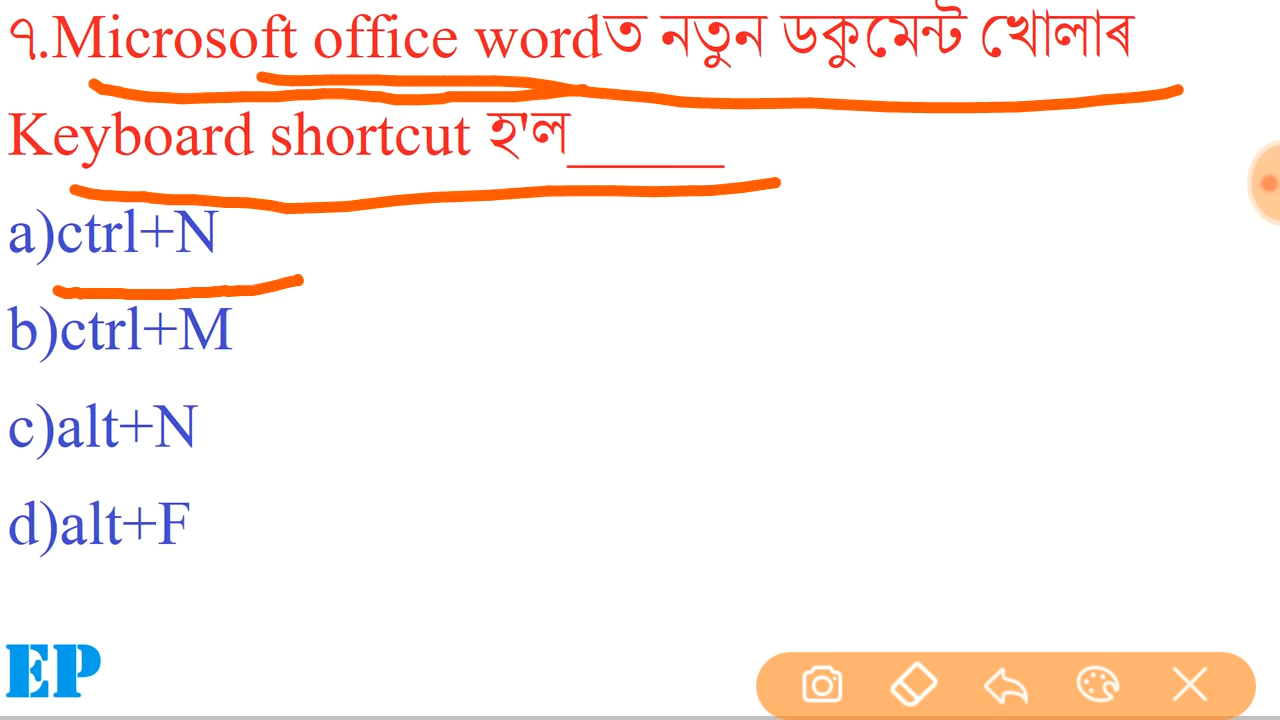 ৭.Microsoft office wordত নতুন ডকুমেন্ট খোলাৰ
Keyboard shortcut হ'ল______
a)ctrl+N
b)ctrl+M
c)alt+N
d)alt+F
EP